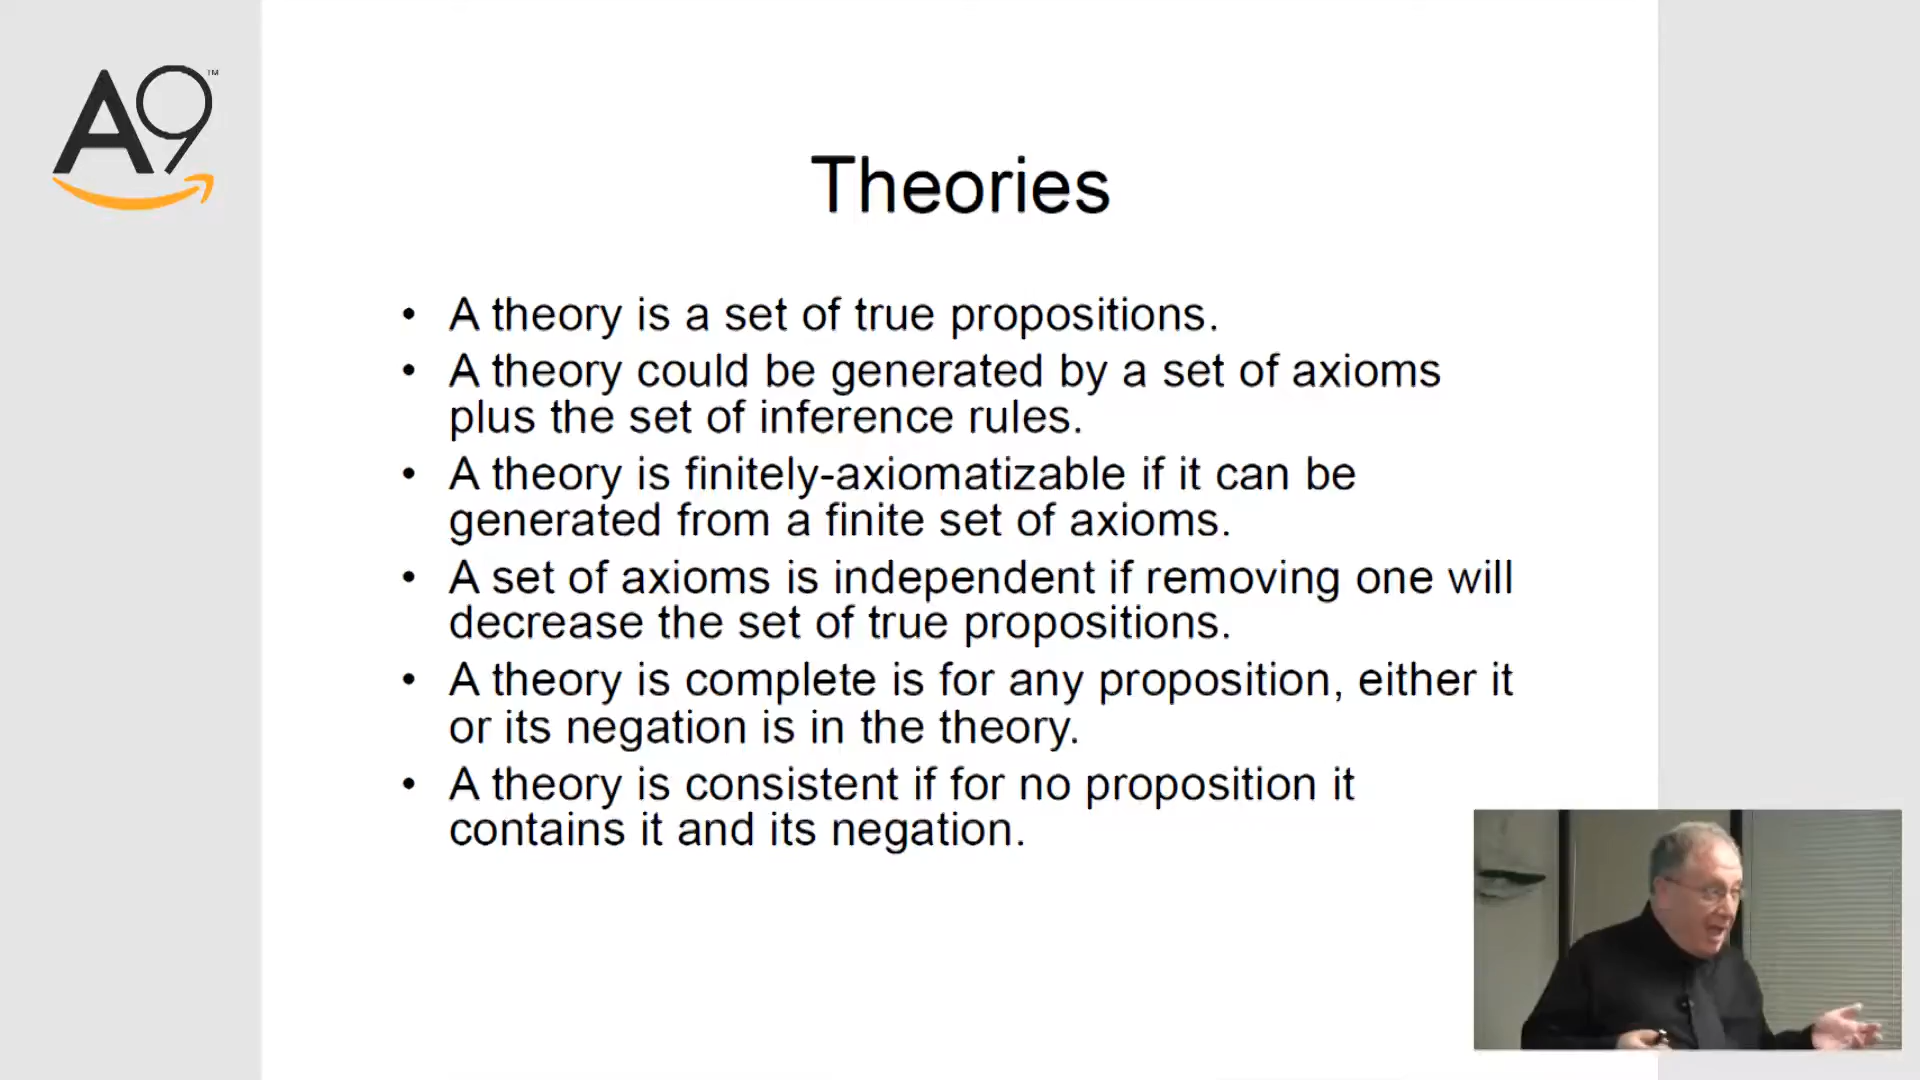 A9™
Theories
• A theory is a set of true propositions.
• A theory could be generated by a set of axioms
plus the set of inference rules.
• A theory is finitely-axiomatizable if it can be
generated from a finite set of axioms.
• A set of axioms is independent if removing one will
decrease the set of true propositions.
• A theory is complete is for any proposition, either it
or its negation is in the theory.
• A theory is consistent if for no proposition it
contains it and its negation.